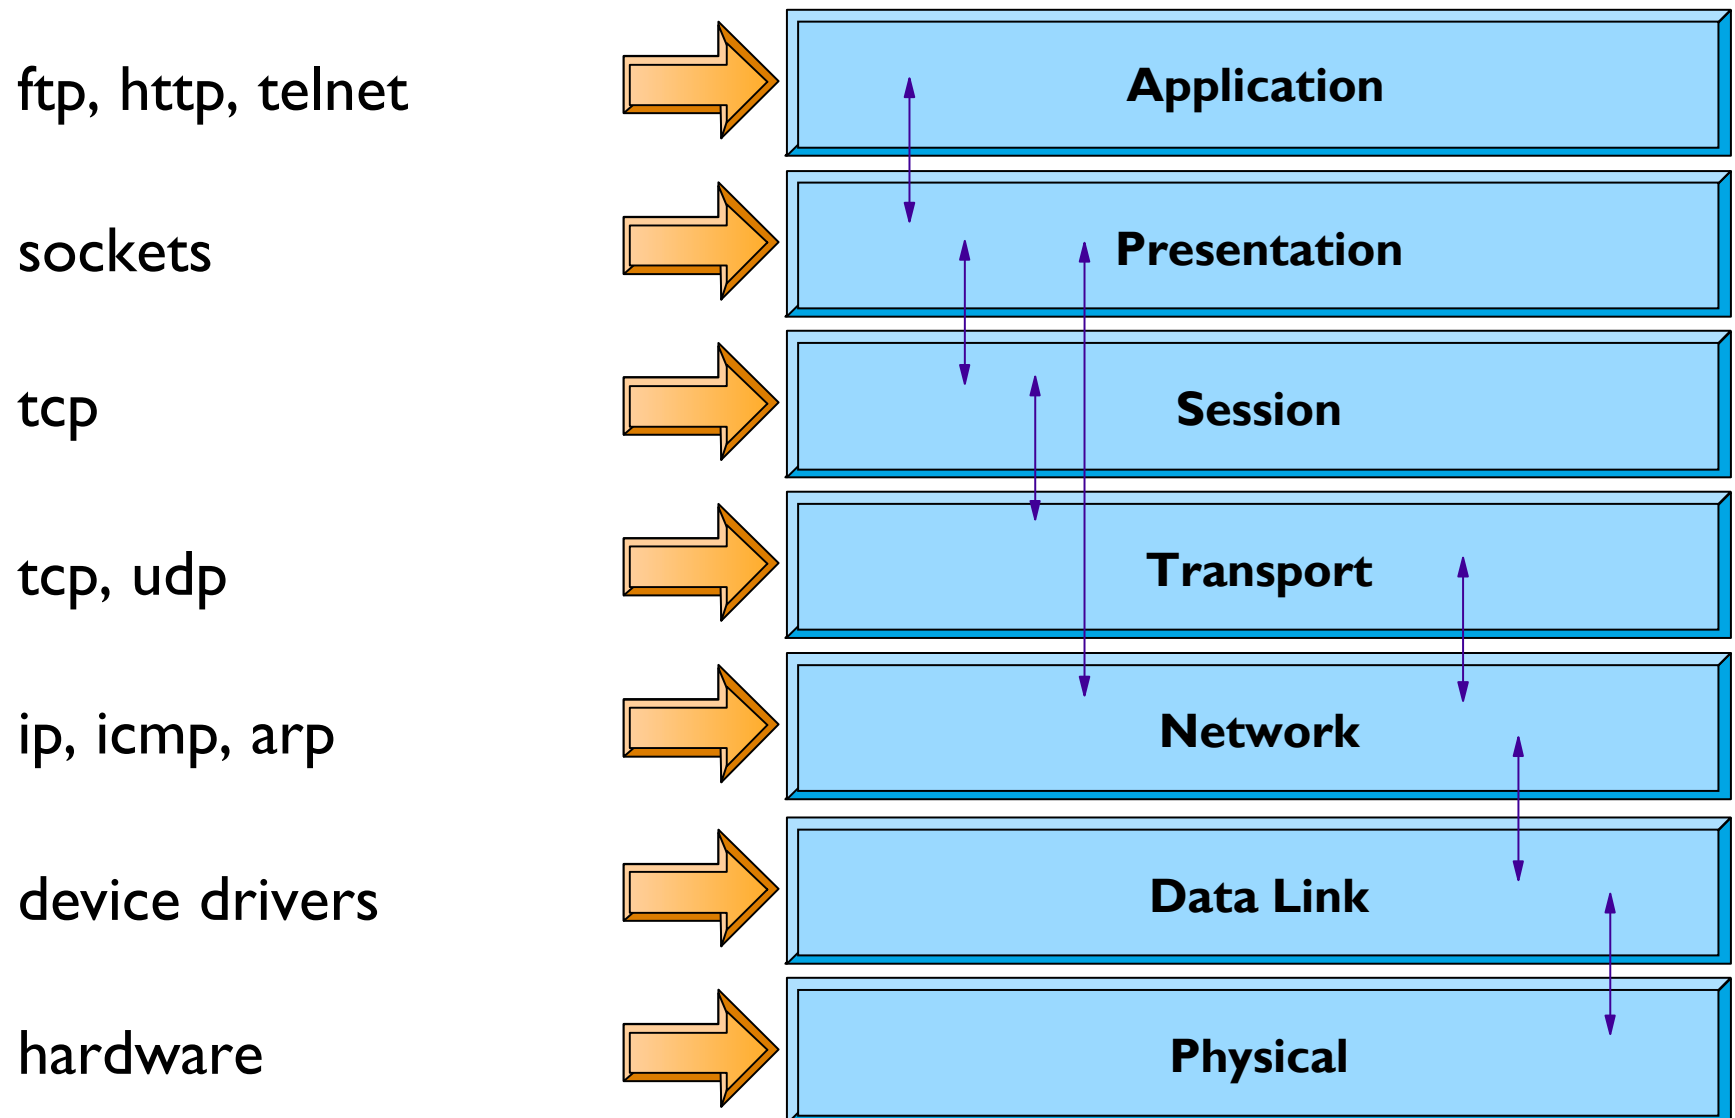 ftp, http, telnet
Application
sockets
Presentation
tcp
Session
tcp, udp
Transport
ip, icmp, arp
Network
device drivers
Data Link
hardware
Physical